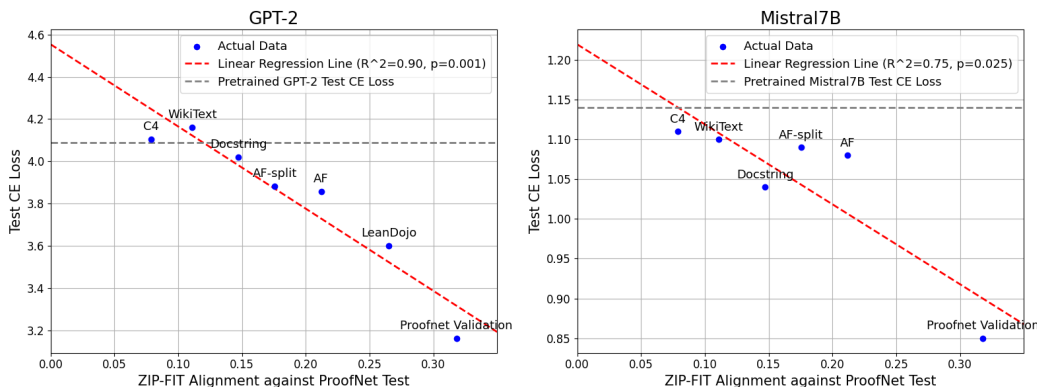 GPT-2
Test CE Loss
4.6
4.4
4.2
4.0
3.8
3.6
3.4
3.2
Actual Data
Linear Regression Line (R^2=0.90, p=0.001)
Pretrained GPT-2 Test CE Loss
C4
WikiText
Docstring
AF-split
AF
LeanDojo
Proofnet Validation
0.00 0.05 0.10 0.15 0.20 0.25 0.30
ZIP-FIT Alignment against ProofNet Test
Mistral7B
Test CE Loss
1.20
1.15
1.10
1.05
1.00
0.95
0.90
0.85
Actual Data
Linear Regression Line (R^2=0.75, p=0.025)
Pretrained Mistral7B Test CE Loss
C4
WikiText
Docstring
AF-split
AF
Proofnet Validation
0.00 0.05 0.10 0.15 0.20 0.25 0.30
ZIP-FIT Alignment against ProofNet Test